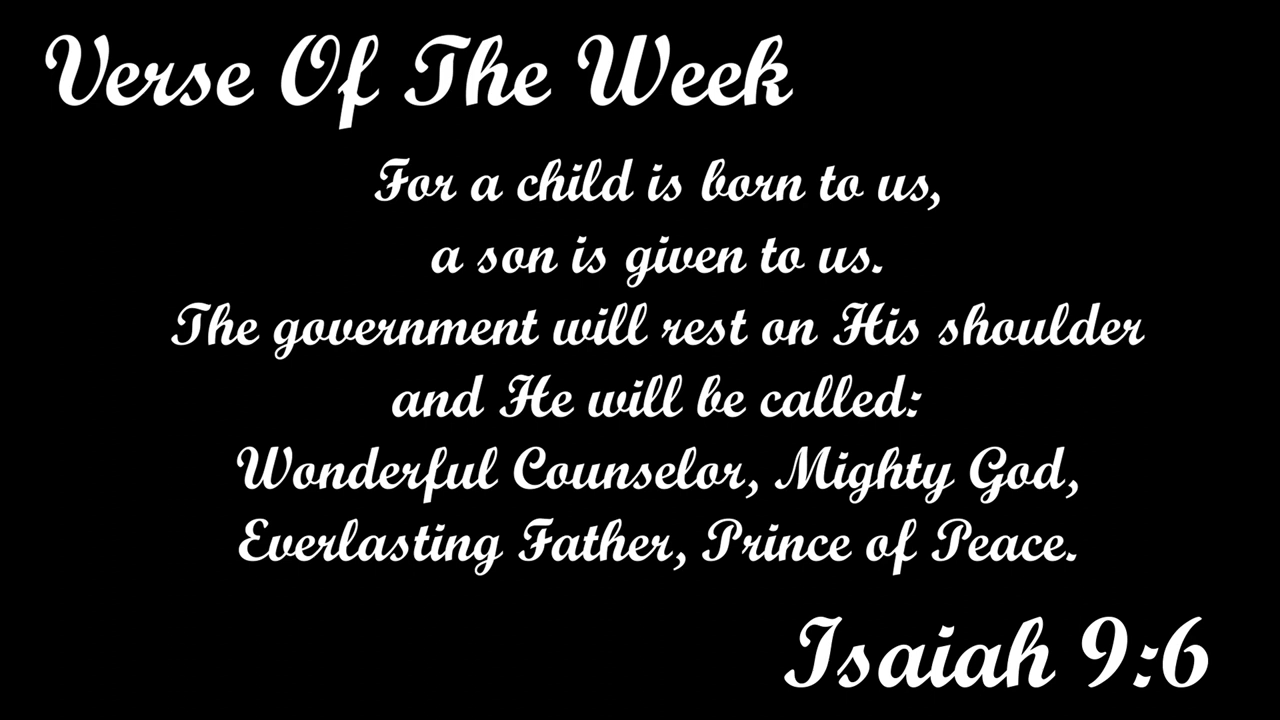 Verse Of The Week
For a child is born to us,
a son is given to us.
The government will rest on His shoulder
and He will be called:
Wonderful Counselor, Mighty God,
Everlasting Father, Prince of Peace.
Isaiah 9:6